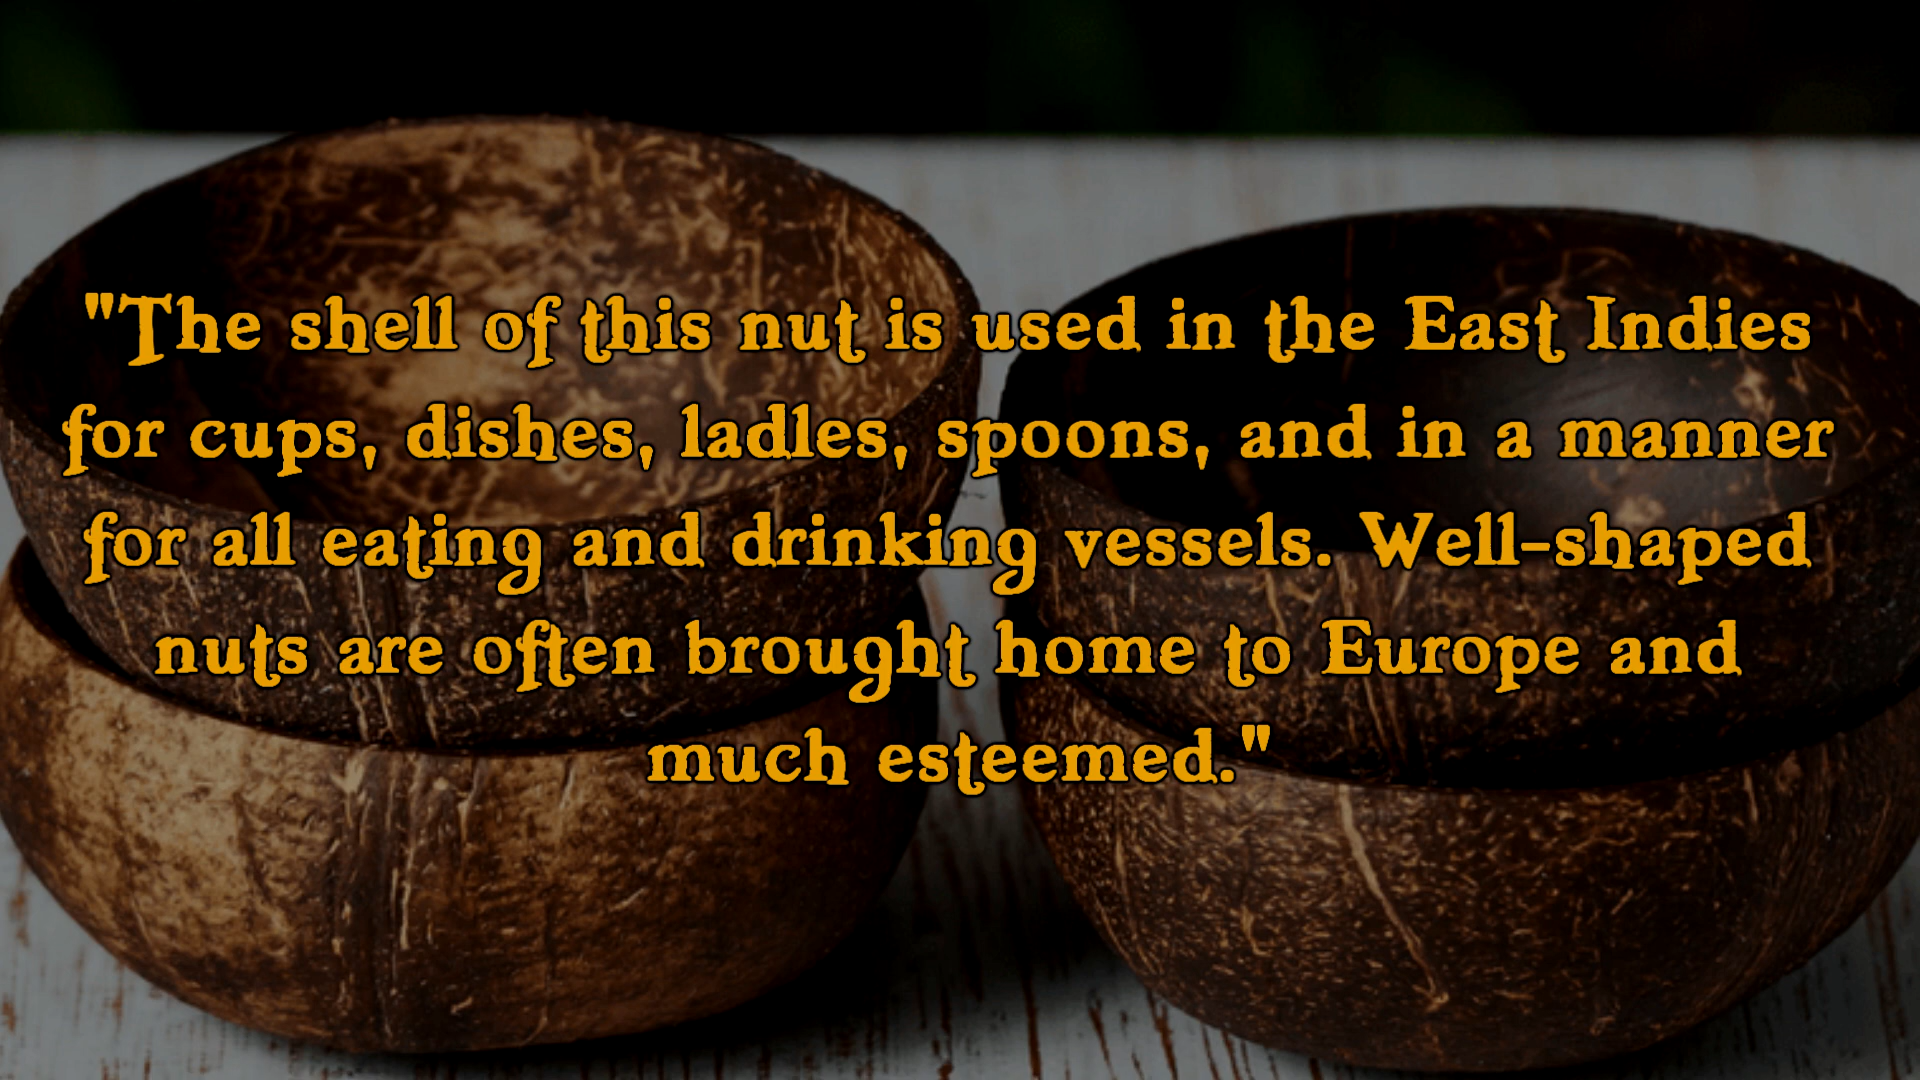 "The shell of this nut is used in the East Indies
for cups, dishes, ladles, spoons, and in a manner
for all eating and drinking vessels. Well-shaped
nuts are often brought home to Europe and
much esteemed."